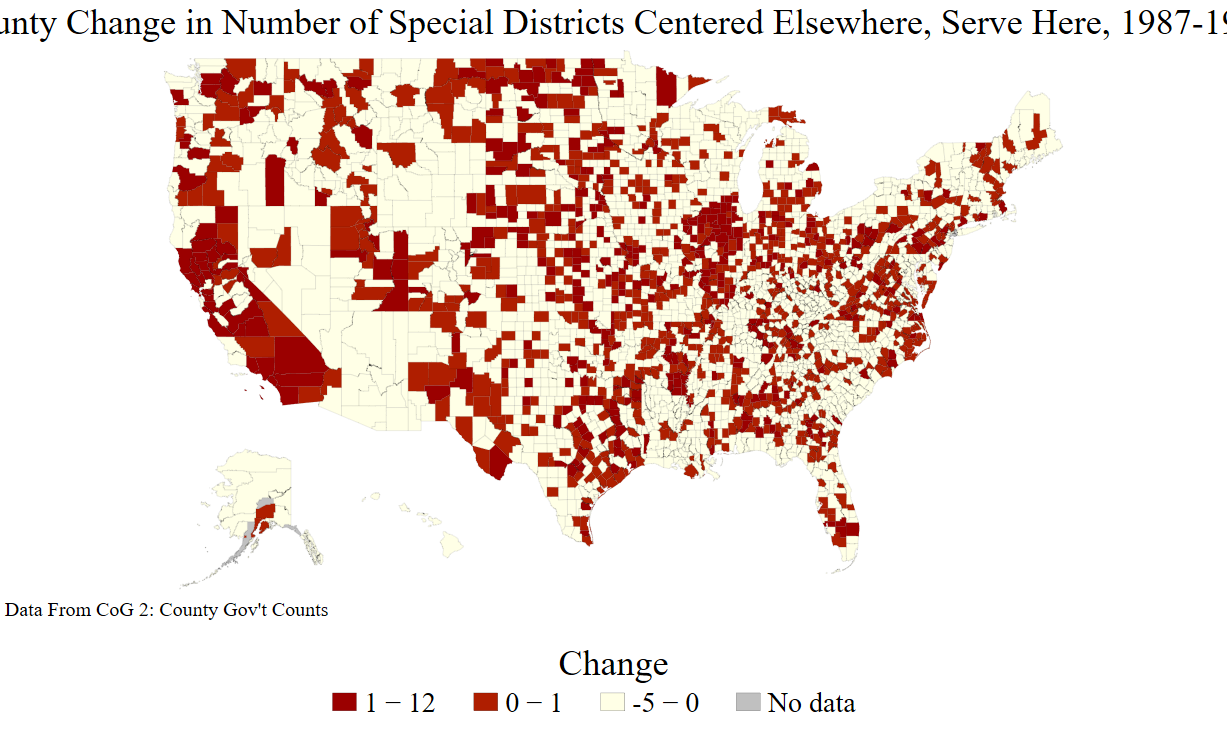 unty Change in Number of Special Districts Centered Elsewhere, Serve Here, 1987-19
Data From CoG 2: County Gov't Counts
Change
1 − 12
0 − 1
-5 − 0
No data